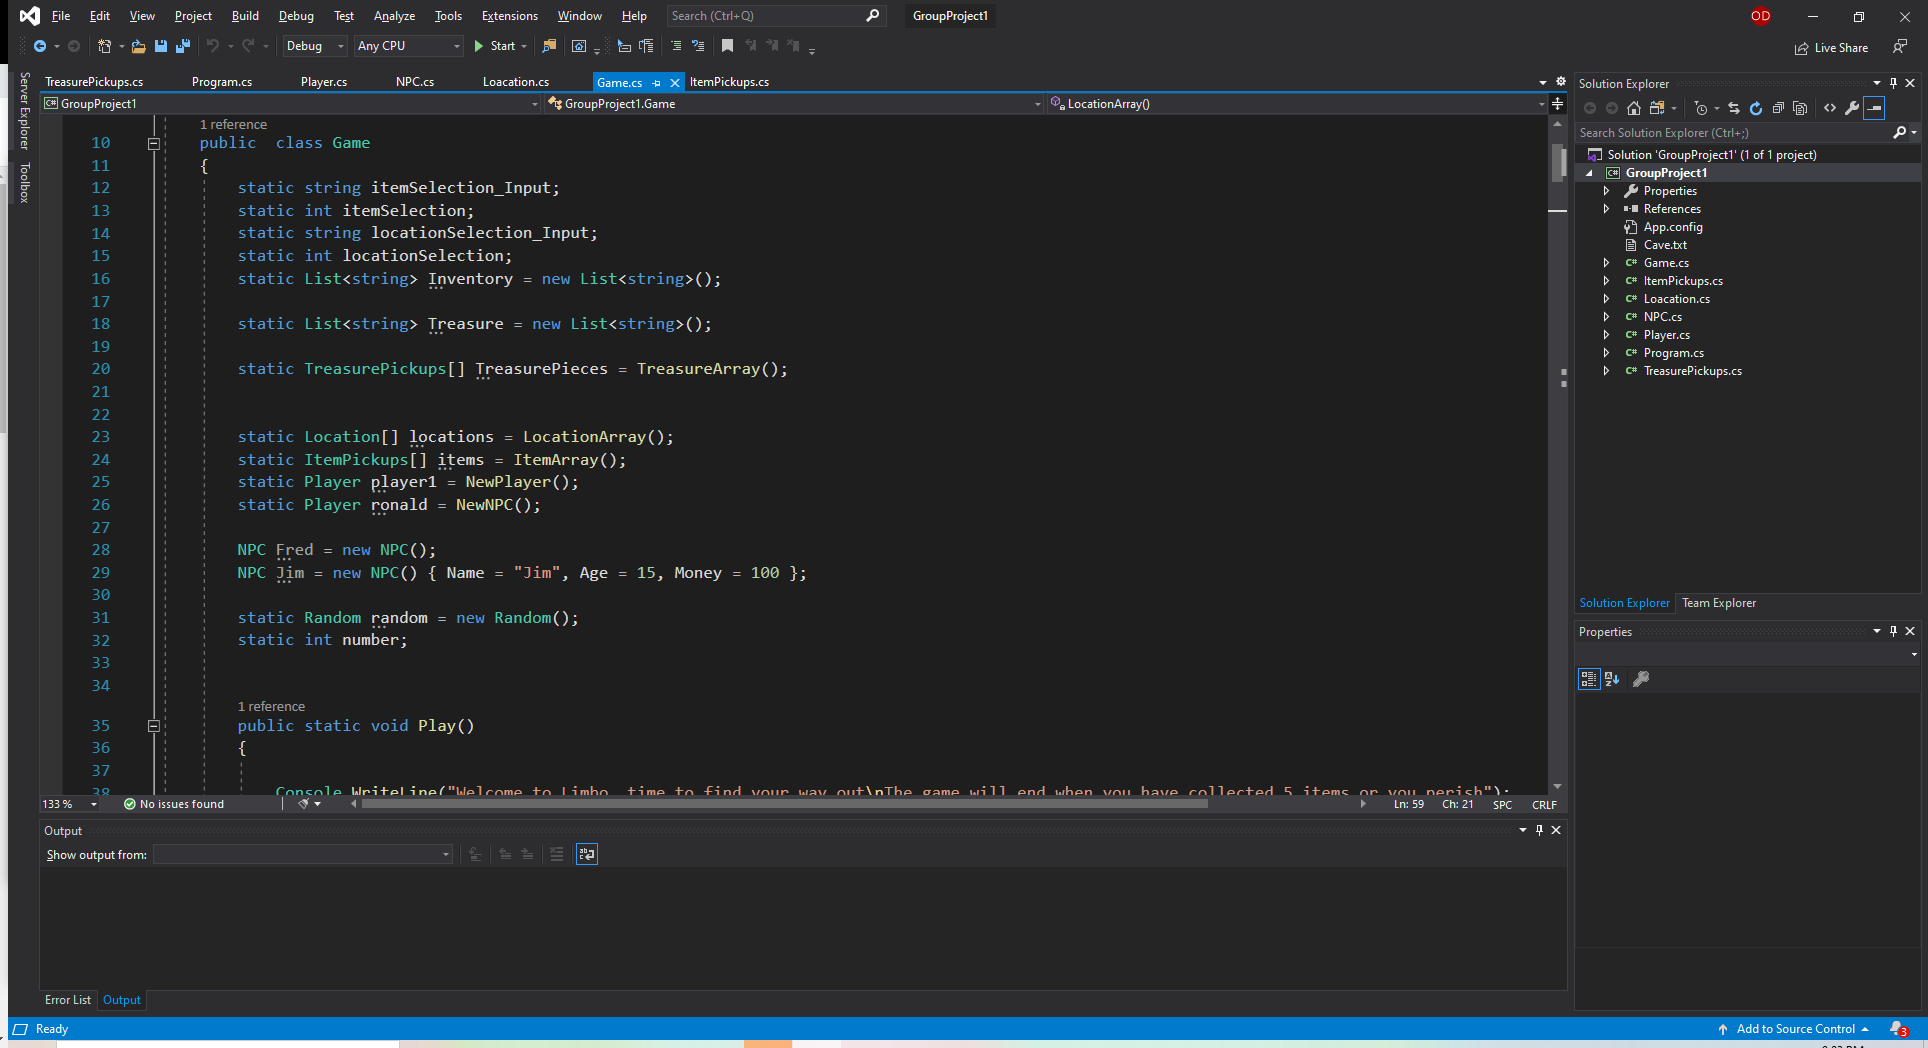 File Edit View Project Build Debug Test Analyze Tools Extensions Window Help Search (Ctrl+Q) GroupProject1 OD
Debug Any CPU Start Live Share
Server Explorer
Toolbox
TreasurePickups.cs Program.cs Player.cs NPC.cs Loacation.cs Game.cs ItemPickups.cs
C# GroupProject1 GroupProject1.Game LocationArray()
1 reference
10 public class Game
11 {
12 static string itemSelection_Input;
13 static int itemSelection;
14 static string locationSelection_Input;
15 static int locationSelection;
16 static List<string> Inventory = new List<string>();
17
18 static List<string> Treasure = new List<string>();
19
20 static TreasurePickups[] TreasurePieces = TreasureArray();
21
22
23 static Location[] locations = LocationArray();
24 static ItemPickups[] items = ItemArray();
25 static Player player1 = NewPlayer();
26 static Player ronald = NewNPC();
27
28 NPC Fred = new NPC();
29 NPC Jim = new NPC() { Name = "Jim", Age = 15, Money = 100 };
30
31 static Random random = new Random();
32 static int number;
33
34
1 reference
35 public static void Play()
36 {
37
38 Console.WriteLine("Welcome to Limbo, time to find your way out\nThe game will end when you have collected 5 items or you perish");
133 % No issues found Ln: 59 Ch: 21 SPC CRLF
Output
Show output from:
Error List Output
Solution Explorer
Search Solution Explorer (Ctrl+;)
Solution 'GroupProject1' (1 of 1 project)
C# GroupProject1
Properties
References
App.config
Cave.txt
C# Game.cs
C# ItemPickups.cs
C# Loacation.cs
C# NPC.cs
C# Player.cs
C# Program.cs
C# TreasurePickups.cs
Solution Explorer Team Explorer
Properties
Ready Add to Source Control 3